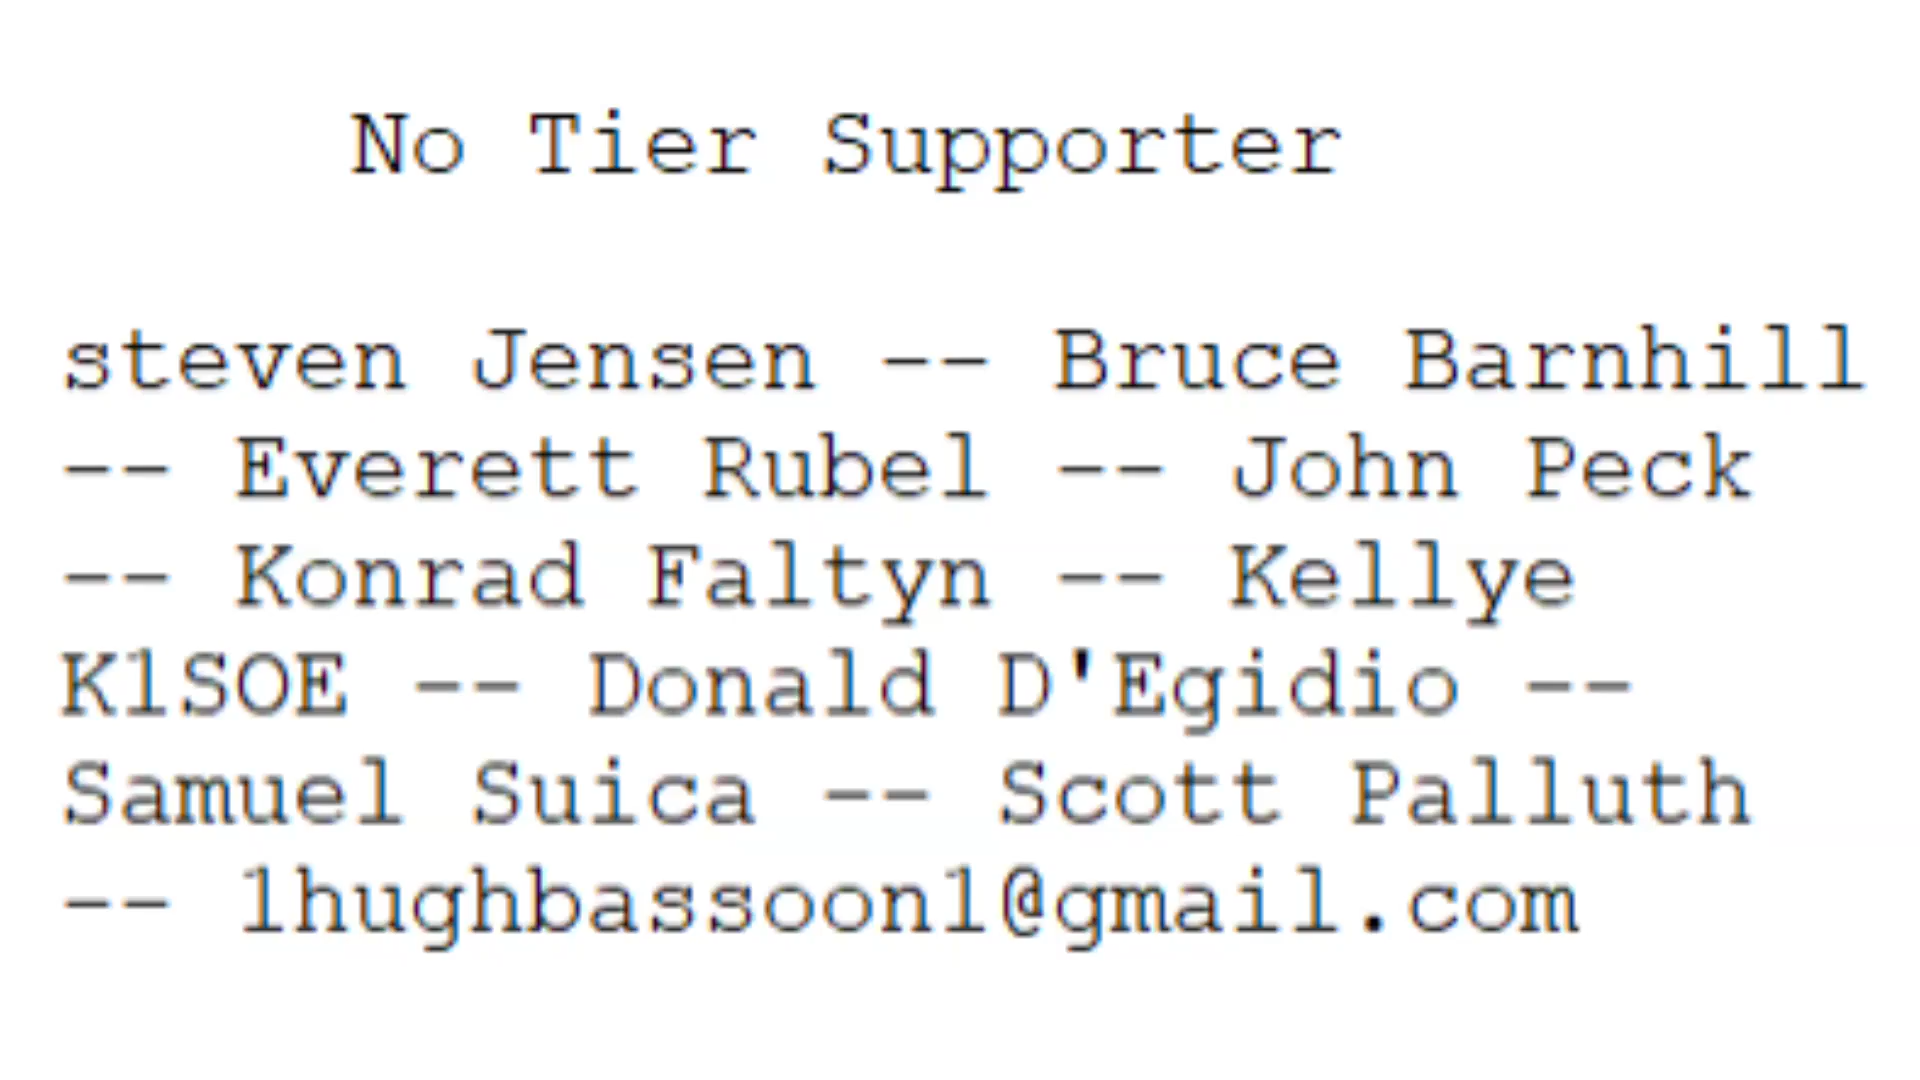 No Tier Supporter
steven Jensen -- Bruce Barnhill
-- Everett Rubel -- John Peck
-- Konrad Faltyn -- Kellye
K1SOE -- Donald D'Egidio --
Samuel Suica -- Scott Palluth
-- 1hughbassoon1@gmail.com